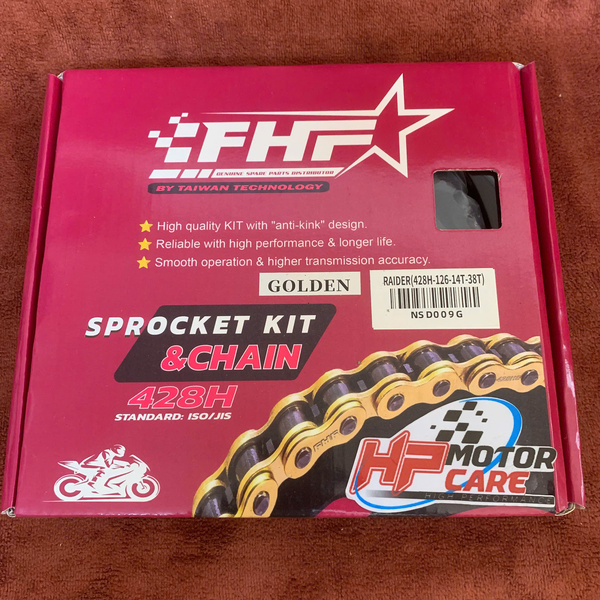 FHF
GENUINE SPARE PARTS DISTRIBUTOR
BY TAIWAN TECHNOLOGY
High quality KIT with "anti-kink" design.
Reliable with high performance & longer life.
Smooth operation & higher transmission accuracy.
GOLDEN
RAIDER(428H-126-14T-38T)
NSD009G
SPROCKET KIT
&CHAIN
428H
STANDARD: ISO/JIS
FHF
HP MOTOR
CARE
HIGH PERFORMANCE